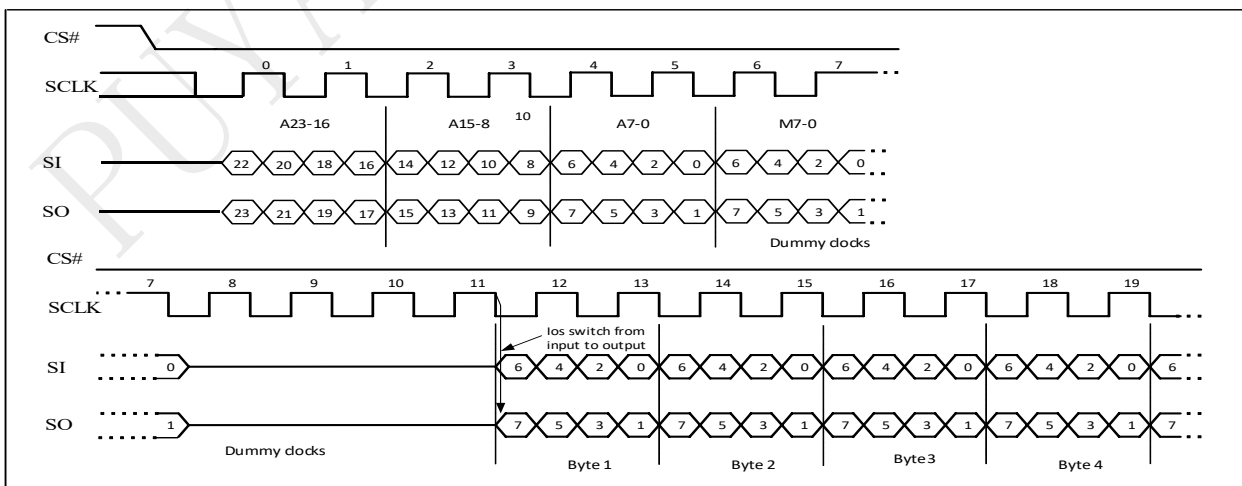 PUYA
CS#
SCLK
0 1 2 3 4 5 6 7
A23-16 A15-8 10 A7-0 M7-0
SI 22 20 18 16 14 12 10 8 6 4 2 0 6 4 2 0
SO 23 21 19 17 15 13 11 9 7 5 3 1 7 5 3 1
Dummy clocks
CS#
7 8 9 10 11 12 13 14 15 16 17 18 19
SCLK
Ios switch from
input to output
SI 0 6 4 2 0 6 4 2 0 6 4 2 0 6 4 2 0 6
SO 1 7 5 3 1 7 5 3 1 7 5 3 1 7 5 3 1 7
Dummy clocks
Byte 1 Byte 2 Byte3 Byte 4